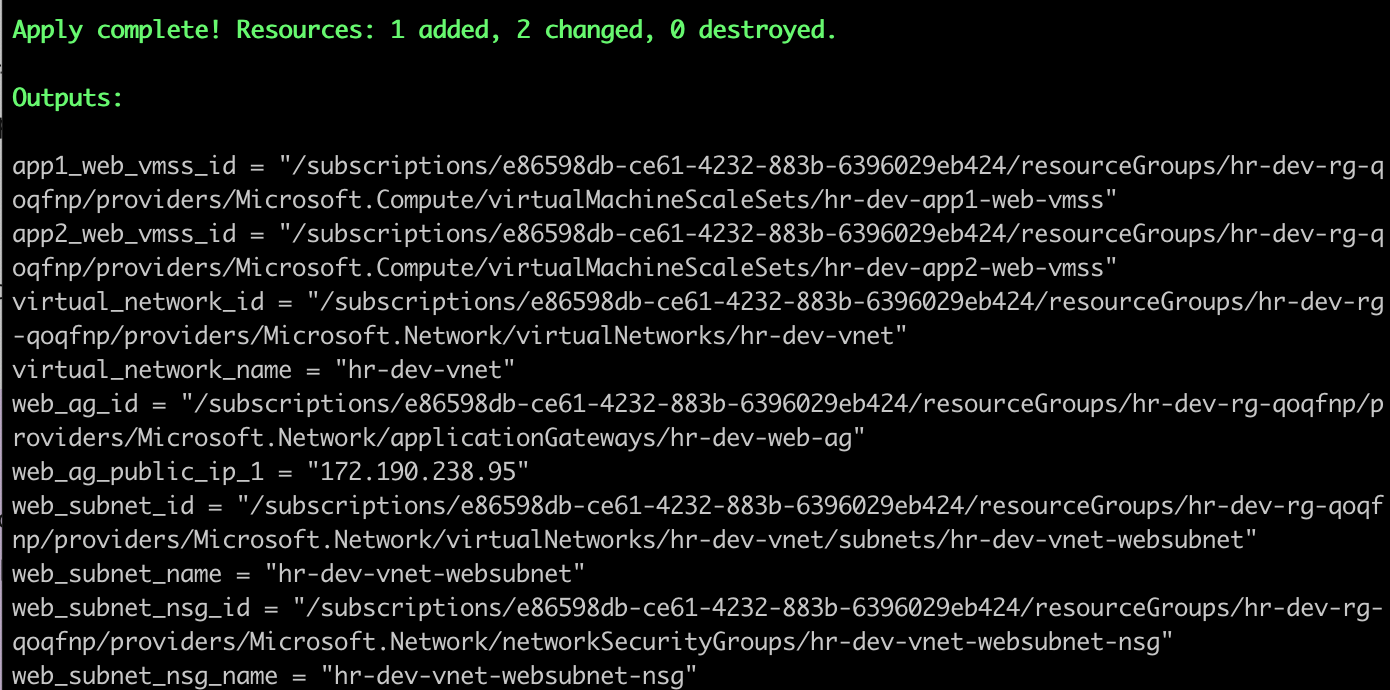 Apply complete! Resources: 1 added, 2 changed, 0 destroyed.
Outputs:
app1_web_vmss_id = "/subscriptions/e86598db-ce61-4232-883b-6396029eb424/resourceGroups/hr-dev-rg-q
oqfnp/providers/Microsoft.Compute/virtualMachineScaleSets/hr-dev-app1-web-vmss"
app2_web_vmss_id = "/subscriptions/e86598db-ce61-4232-883b-6396029eb424/resourceGroups/hr-dev-rg-q
oqfnp/providers/Microsoft.Compute/virtualMachineScaleSets/hr-dev-app2-web-vmss"
virtual_network_id = "/subscriptions/e86598db-ce61-4232-883b-6396029eb424/resourceGroups/hr-dev-rg
-qoqfnp/providers/Microsoft.Network/virtualNetworks/hr-dev-vnet"
virtual_network_name = "hr-dev-vnet"
web_ag_id = "/subscriptions/e86598db-ce61-4232-883b-6396029eb424/resourceGroups/hr-dev-rg-qoqfnp/p
roviders/Microsoft.Network/applicationGateways/hr-dev-web-ag"
web_ag_public_ip_1 = "172.190.238.95"
web_subnet_id = "/subscriptions/e86598db-ce61-4232-883b-6396029eb424/resourceGroups/hr-dev-rg-qoqf
np/providers/Microsoft.Network/virtualNetworks/hr-dev-vnet/subnets/hr-dev-vnet-websubnet"
web_subnet_name = "hr-dev-vnet-websubnet"
web_subnet_nsg_id = "/subscriptions/e86598db-ce61-4232-883b-6396029eb424/resourceGroups/hr-dev-rg-
qoqfnp/providers/Microsoft.Network/networkSecurityGroups/hr-dev-vnet-websubnet-nsg"
web_subnet_nsg_name = "hr-dev-vnet-websubnet-nsg"